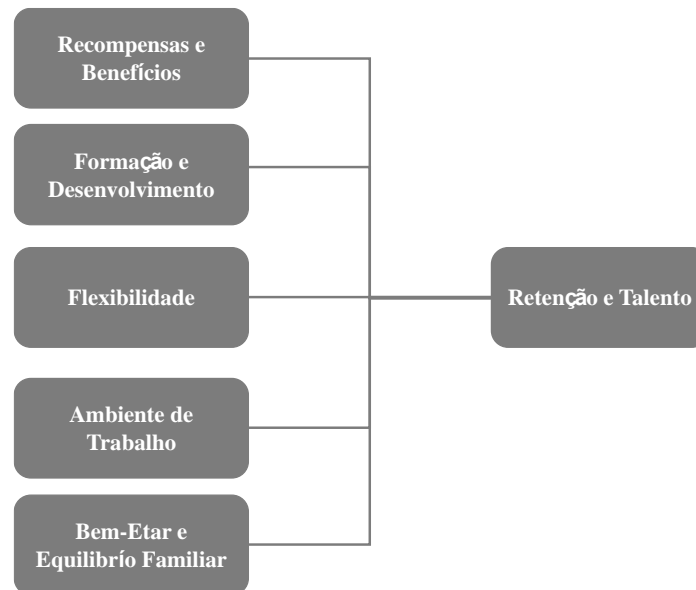 Recompensas e
Benefícios
Formação e
Desenvolvimento
Flexibilidade
Retenção e Talento
Ambiente de
Trabalho
Bem-Etar e
Equilibrío Familiar